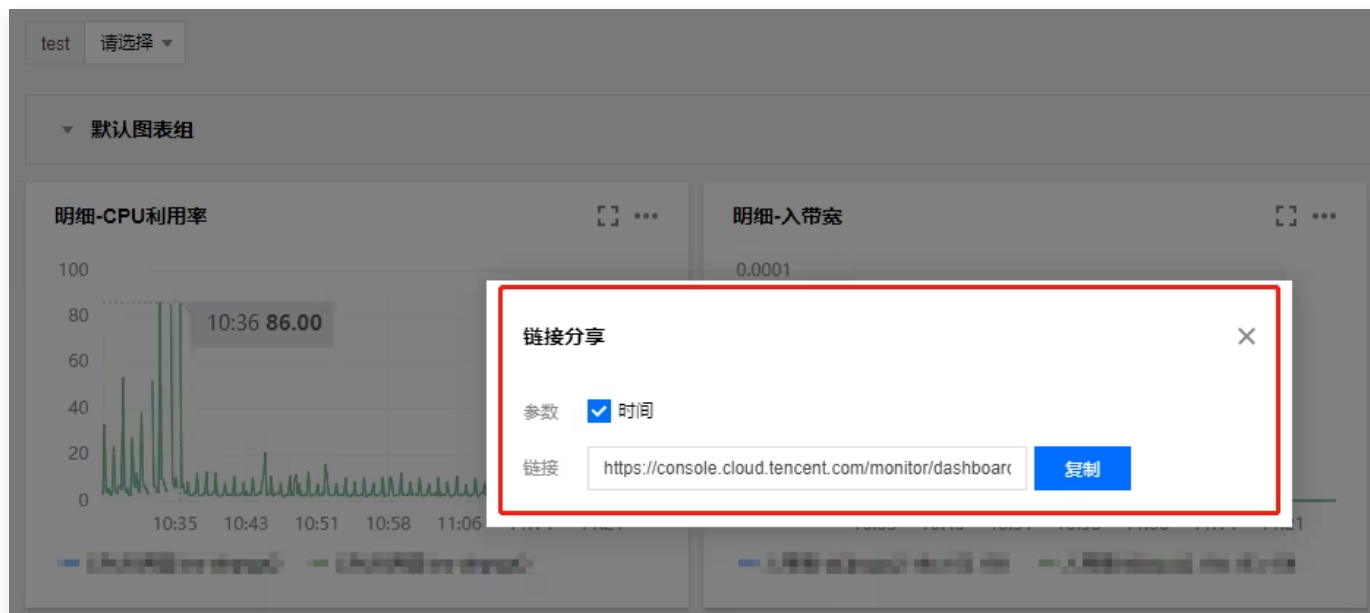 test 请选择
默认图表组
明细-CPU利用率
明细-入带宽
100
80
60
40
20
0
10:36 86.00
10:35 10:43 10:51 10:58 11:06
0.0001
链接分享
参数 时间
链接 https://console.cloud.tencent.com/monitor/dashboard 复制